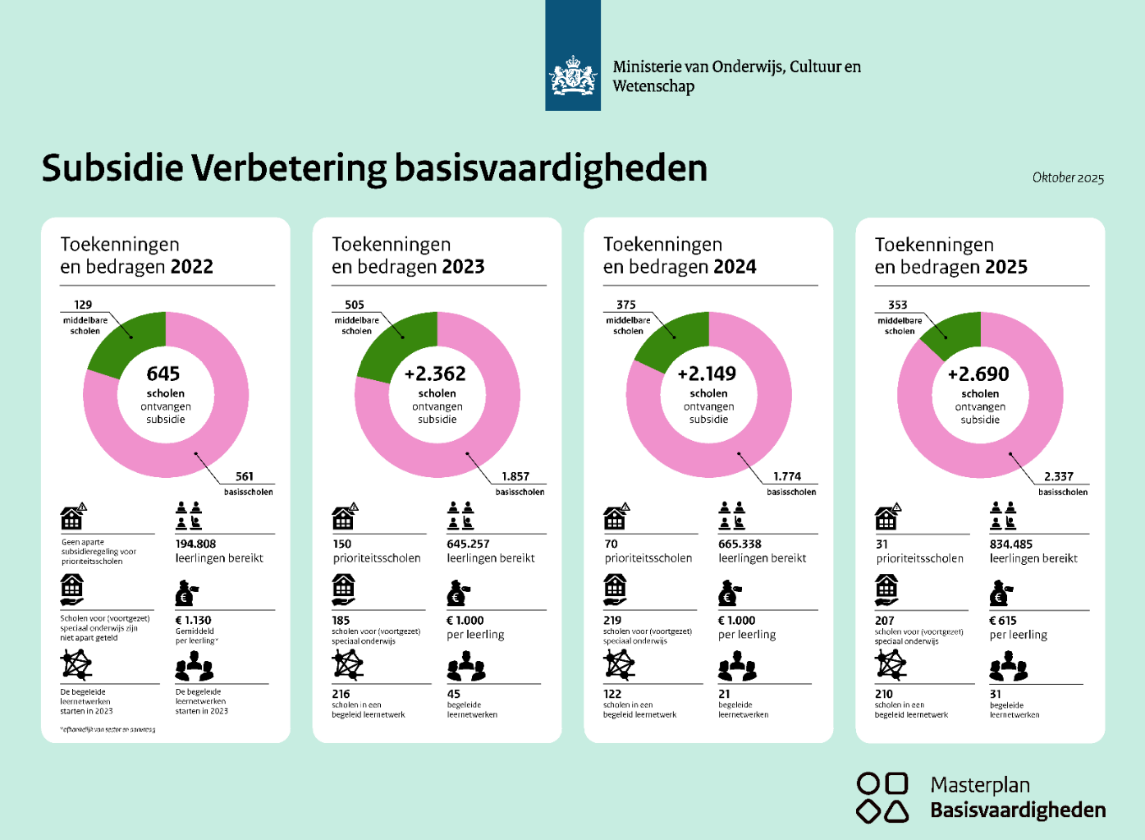 Ministerie van Onderwijs, Cultuur en
Wetenschap
Subsidie Verbetering basisvaardigheden
Oktober 2025
Toekenningen
en bedragen 2022
129
middelbare
scholen
645
scholen
ontvangen
subsidie
561
basisscholen
Geen aparte
subsidieregeling voor
prioriteitsscholen
194.808
leerlingen bereikt
Scholen voor (voortgezet)
speciaal onderwijs zijn
niet apart geteld
€ 1.130
Gemiddeld
per leerling*
De begeleide
leernetwerken
starten in 2023
De begeleide
leernetwerken
starten in 2023
*afhankelijk van sector en
Toekenningen
en bedragen 2023
505
middelbare
scholen
+2.362
scholen
ontvangen
subsidie
1.857
basisscholen
150
prioriteitsscholen
645.257
leerlingen bereikt
185
scholen voor (voortgezet)
speciaal onderwijs
€ 1.000
per leerling
216
scholen in een
begeleid leernetwerk
45
begeleide
leernetwerken
Toekenningen
en bedragen 2024
375
middelbare
scholen
+2.149
scholen
ontvangen
subsidie
1.774
basisscholen
70
prioriteitsscholen
665.338
leerlingen bereikt
219
scholen voor (voortgezet)
speciaal onderwijs
€ 1.000
per leerling
122
scholen in een
begeleid leernetwerk
21
begeleide
leernetwerken
Toekenningen
en bedragen 2025
353
middelbare
scholen
+2.690
scholen
ontvangen
subsidie
2.337
basisscholen
31
prioriteitsscholen
834.485
leerlingen bereikt
207
scholen voor (voortgezet)
speciaal onderwijs
€ 615
per leerling
210
scholen in een
begeleid leernetwerk
31
begeleide
leernetwerken
Masterplan
Basisvaardigheden